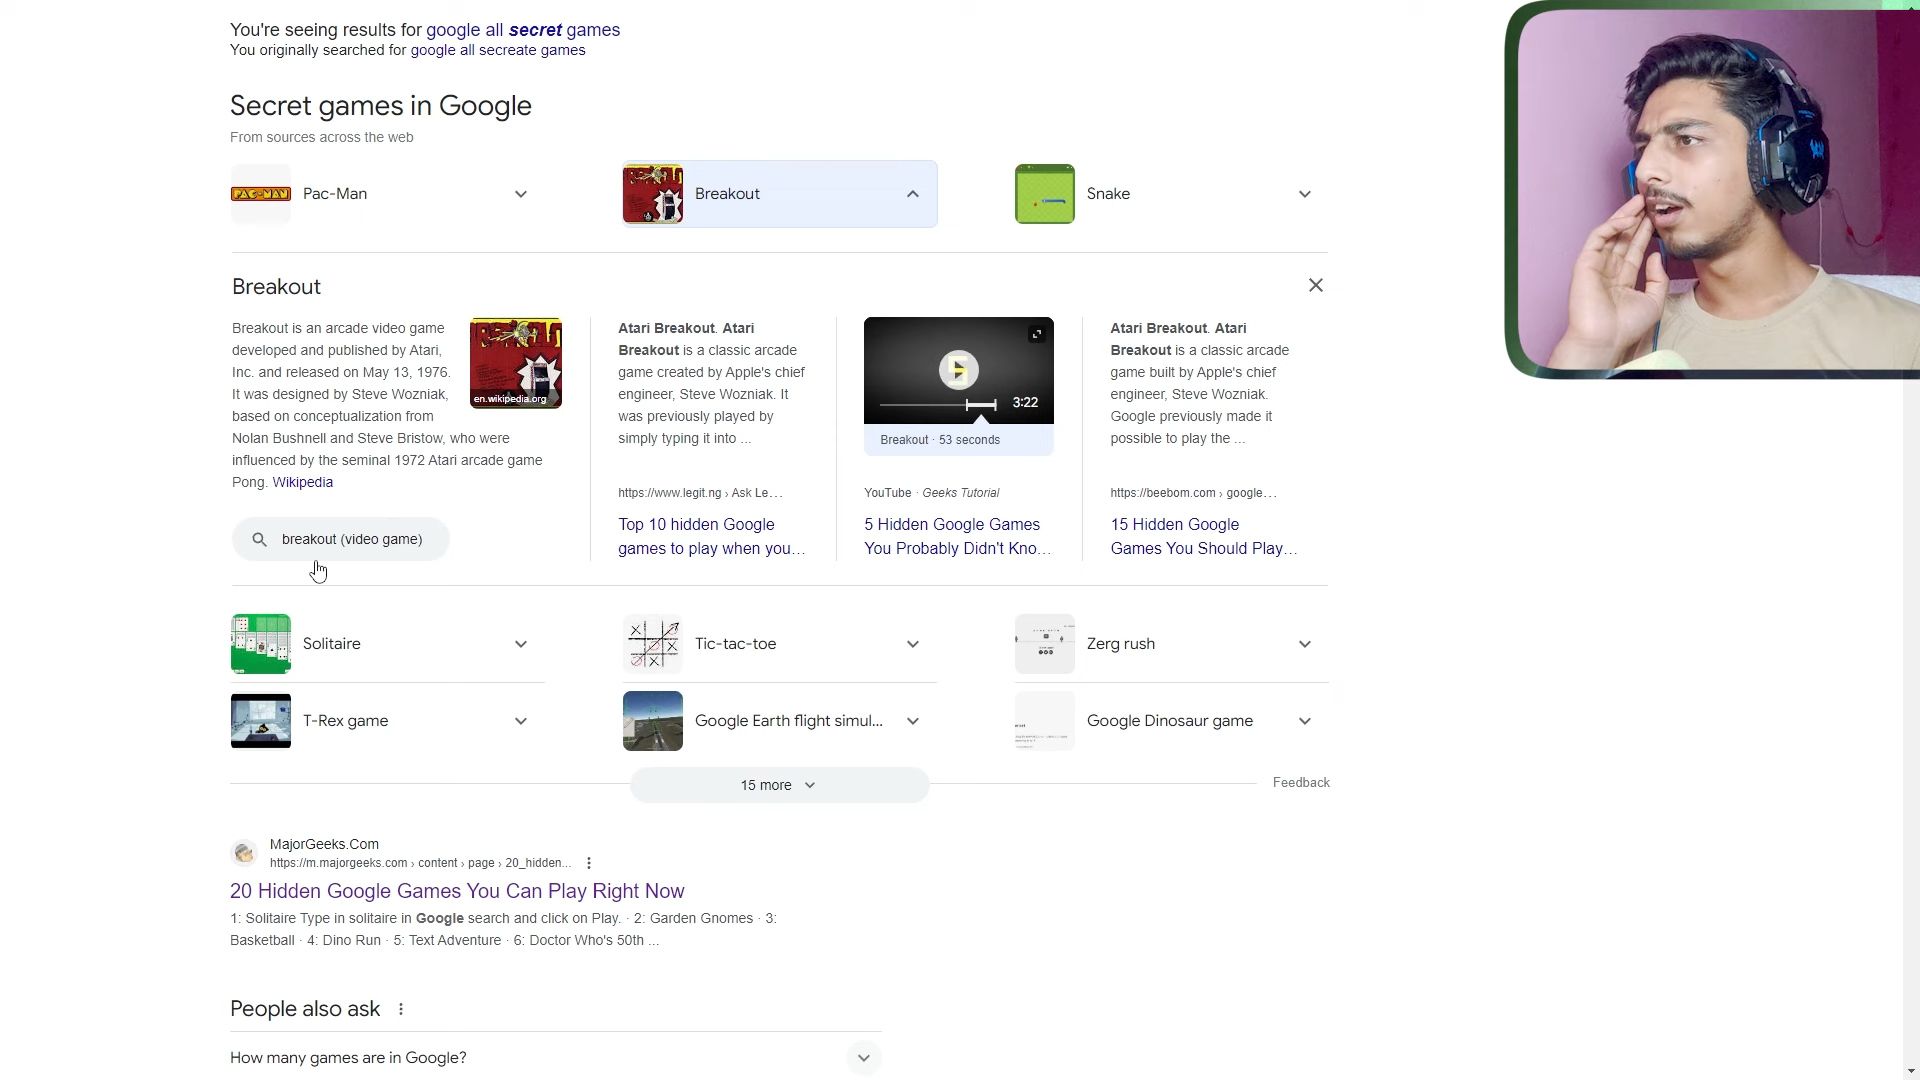 You're seeing results for google all secret games
You originally searched for google all secreate games
Secret games in Google
From sources across the web
PAC-MAN
Pac-Man
Breakout
Snake
Breakout
Breakout is an arcade video game
developed and published by Atari,
Inc. and released on May 13, 1976.
It was designed by Steve Wozniak,
based on conceptualization from
Nolan Bushnell and Steve Bristow, who were
influenced by the seminal 1972 Atari arcade game
Pong. Wikipedia
en.wikipedia.org
breakout (video game)
Atari Breakout. Atari
Breakout is a classic arcade
game created by Apple's chief
engineer, Steve Wozniak. It
was previously played by
simply typing it into ...
https://www.legit.ng › Ask Le...
Top 10 hidden Google
games to play when you...
3:22
Breakout · 53 seconds
YouTube · Geeks Tutorial
5 Hidden Google Games
You Probably Didn't Kno...
Atari Breakout. Atari
Breakout is a classic arcade
game built by Apple's chief
engineer, Steve Wozniak.
Google previously made it
possible to play the ...
https://beebom.com › google...
15 Hidden Google
Games You Should Play...
Solitaire
Tic-tac-toe
Zerg rush
T-Rex game
Google Earth flight simul...
Google Dinosaur game
15 more
Feedback
MajorGeeks.Com
https://m.majorgeeks.com › content › page › 20_hidden...
20 Hidden Google Games You Can Play Right Now
1: Solitaire Type in solitaire in Google search and click on Play. · 2: Garden Gnomes · 3:
Basketball · 4: Dino Run · 5: Text Adventure · 6: Doctor Who's 50th ...
People also ask
How many games are in Google?